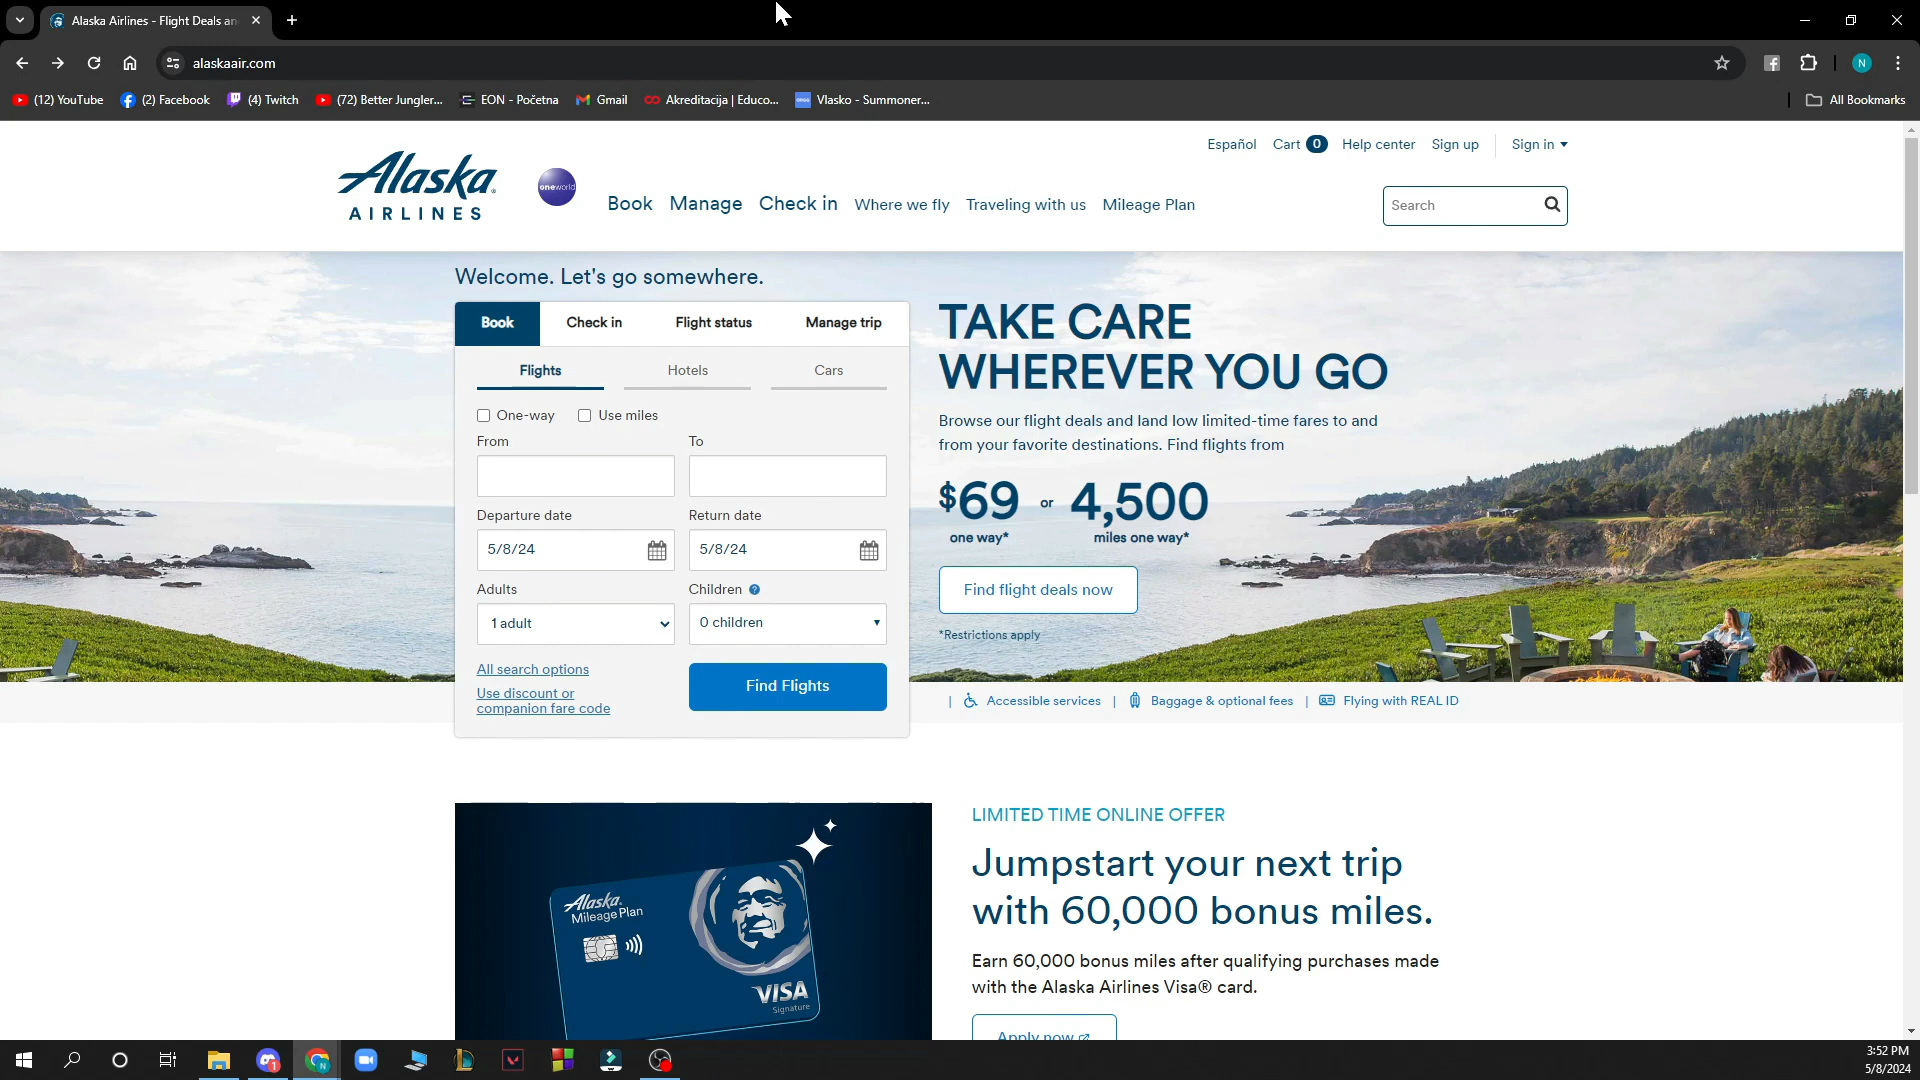 Alaska Airlines - Flight Deals an
alaskaair.com
N
(12) YouTube
(2) Facebook
(4) Twitch
(72) Better Jungler...
EON - Početna
Gmail
Akreditacija | Educo...
Vlasko - Summoner...
All Bookmarks
Español
Cart 0
Help center
Sign up
Sign in
Alaska
AIRLINES
oneworld
Book
Manage
Check in
Where we fly
Traveling with us
Mileage Plan
Search
Welcome. Let's go somewhere.
Book
Check in
Flight status
Manage trip
Flights
Hotels
Cars
One-way
Use miles
From
To
Departure date
Return date
5/8/24
5/8/24
Adults
Children ?
1 adult
0 children
All search options
Use discount or
companion fare code
Find Flights
TAKE CARE
WHEREVER YOU GO
Browse our flight deals and land low limited-time fares to and
from your favorite destinations. Find flights from
$69 or 4,500
one way* miles one way*
Find flight deals now
*Restrictions apply
| Accessible services | Baggage & optional fees | Flying with REAL ID
Alaska
Mileage Plan
VISA
Signature
LIMITED TIME ONLINE OFFER
Jumpstart your next trip
with 60,000 bonus miles.
Earn 60,000 bonus miles after qualifying purchases made
with the Alaska Airlines Visa® card.
Apply now
1
N
3:52 PM
5/8/2024